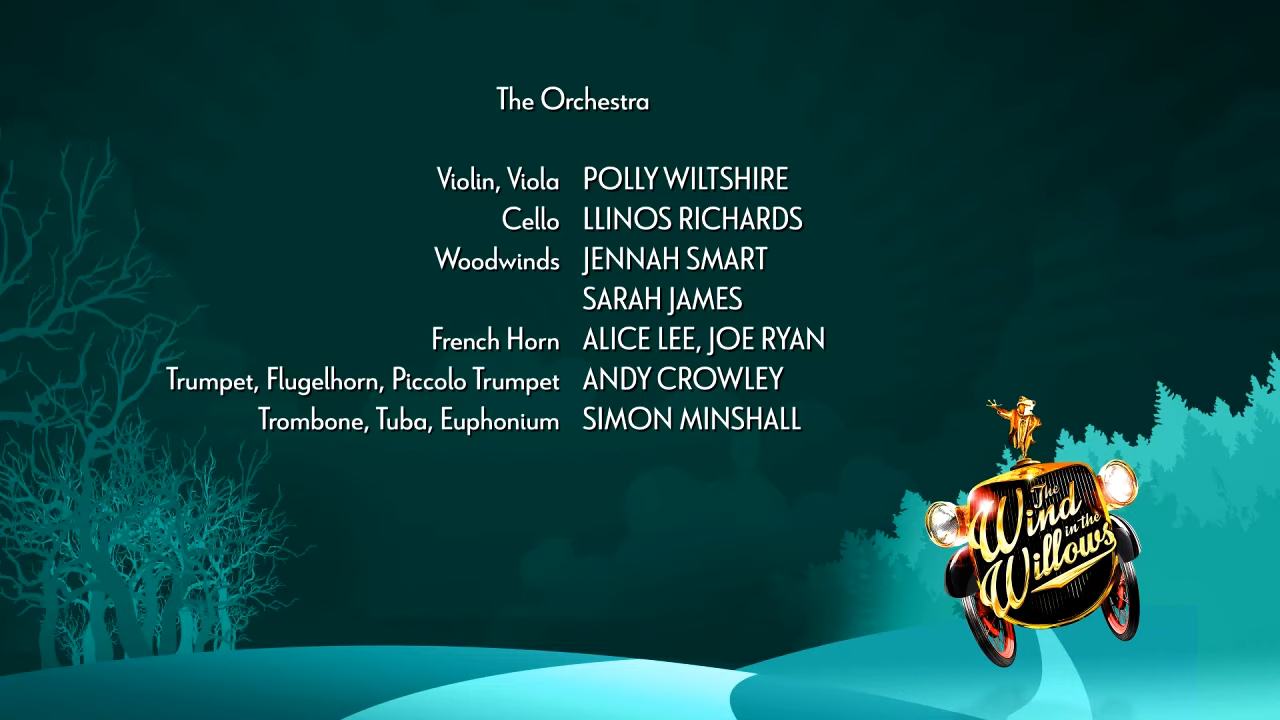 The Orchestra
Violin, Viola POLLY WILTSHIRE
Cello LLINOS RICHARDS
Woodwinds JENNAH SMART
SARAH JAMES
French Horn ALICE LEE, JOE RYAN
Trumpet, Flugelhorn, Piccolo Trumpet ANDY CROWLEY
Trombone, Tuba, Euphonium SIMON MINSHALL
The
Wind
in the
Willows